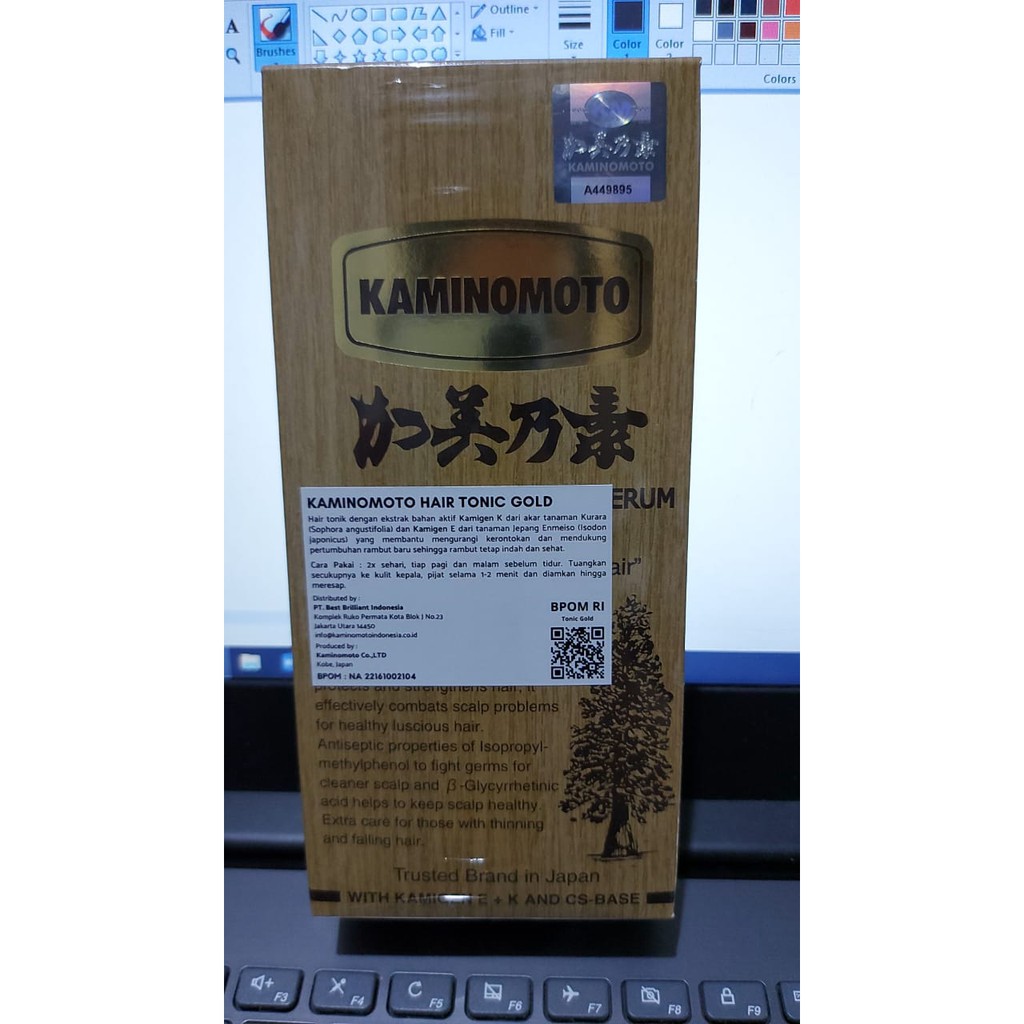 Outline
A
Brushes
Fill
Size
Color
Color
Colors
加美乃素
KAMINOMOTO
A449895
KAMINOMOTO
加美乃素
ERUM
KAMINOMOTO HAIR TONIC GOLD
Hair tonik dengan ekstrak bahan aktif Kamigen K dari akar tanaman Kurara
(Sophora angustifolia) dan Kamigen E dari tanaman Jepang Enmeiso (Isodon
japonicus) yang membantu mengurangi kerontokan dan mendukung
pertumbuhan rambut baru sehingga rambut tetap indah dan sehat.
air"
Cara Pakai : 2x sehari, tiap pagi dan malam sebelum tidur. Tuangkan
secukupnya ke kulit kepala, pijat selama 1-2 menit dan diamkan hingga
meresap.
Distributed by :
PT. Best Brilliant Indonesia
Komplek Ruko Permata Kota Blok J No.23
Jakarta Utara 14450
info@kaminomotoindonesia.co.id
Produced by :
Kaminomoto Co.,LTD
Kobe, Japan
BPOM : NA 22161002104
BPOM RI
Tonic Gold
protects and strengthens hair, it
effectively combats scalp problems
for healthy luscious hair.
Antiseptic properties of Isopropyl-
methylphenol to fight germs for
cleaner scalp and β-Glycyrrhetinic
acid helps to keep scalp healthy.
Extra care for those with thinning
and falling hair.
Trusted Brand in Japan
WITH KAMIGEN E + K AND CS-BASE
F3
F4
C F5
F6
F7
F8
F9